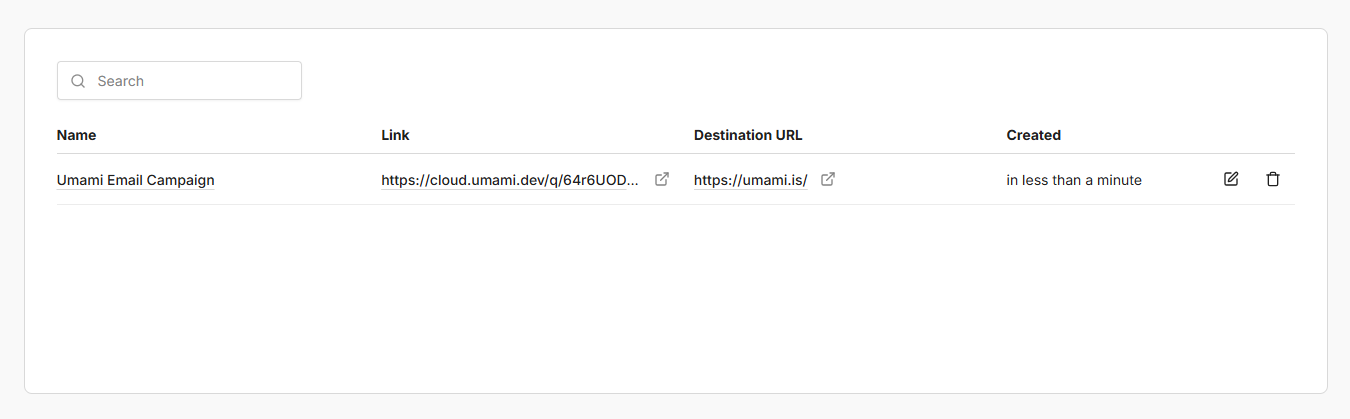 Search
Name Link Destination URL Created
Umami Email Campaign https://cloud.umami.dev/q/64r6UOD... https://umami.is/ in less than a minute